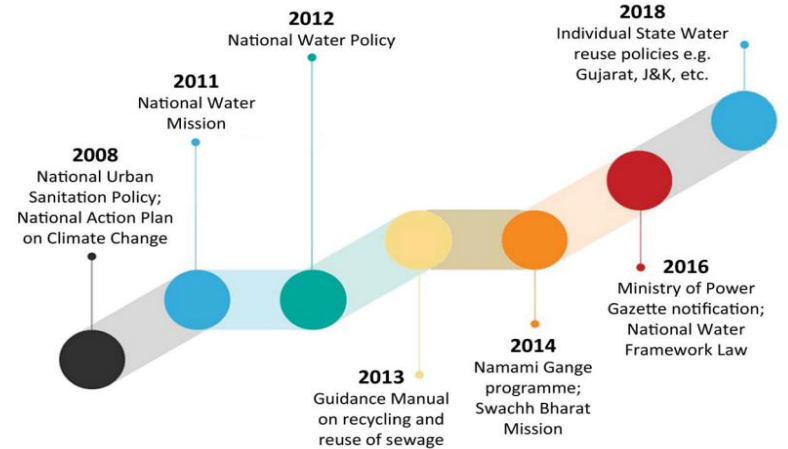 2008
National Urban
Sanitation Policy;
National Action Plan
on Climate Change
2011
National Water
Mission
2012
National Water Policy
2013
Guidance Manual
on recycling and
reuse of sewage
2014
Namami Gange
programme;
Swachh Bharat
Mission
2016
Ministry of Power
Gazette notification;
National Water
Framework Law
2018
Individual State Water
reuse policies e.g.
Gujarat, J&K, etc.